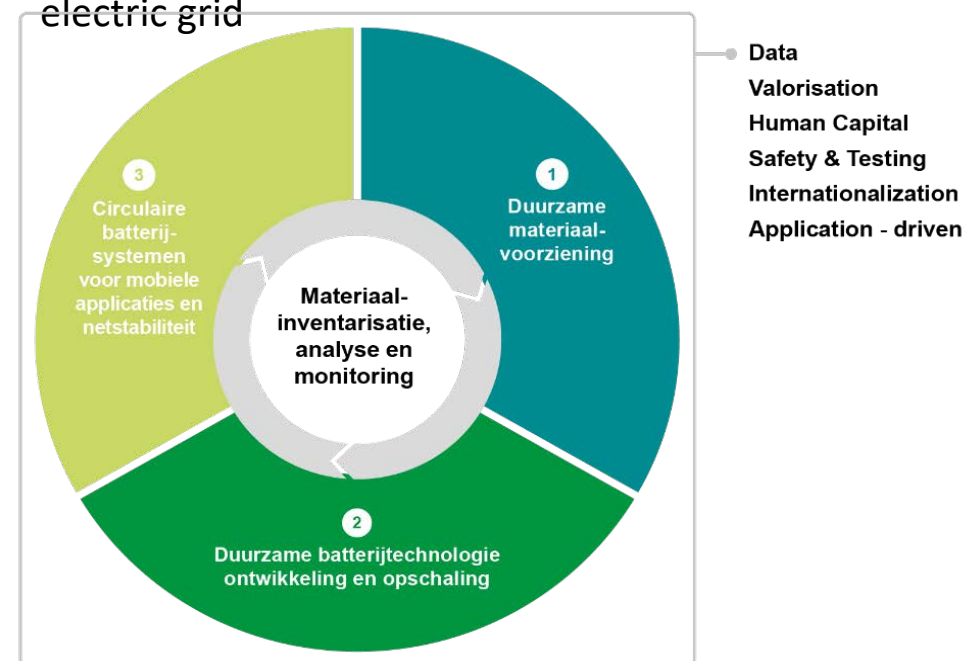 electric grid
Data
Valorisation
Human Capital
Safety & Testing
Internationalization
Application - driven
1
Duurzame
materiaal-
voorziening
2
Duurzame batterijtechnologie
ontwikkeling en opschaling
3
Circulaire
batterij-
systemen
voor mobiele
applicaties en
netstabiliteit
Materiaal-
inventarisatie,
analyse en
monitoring